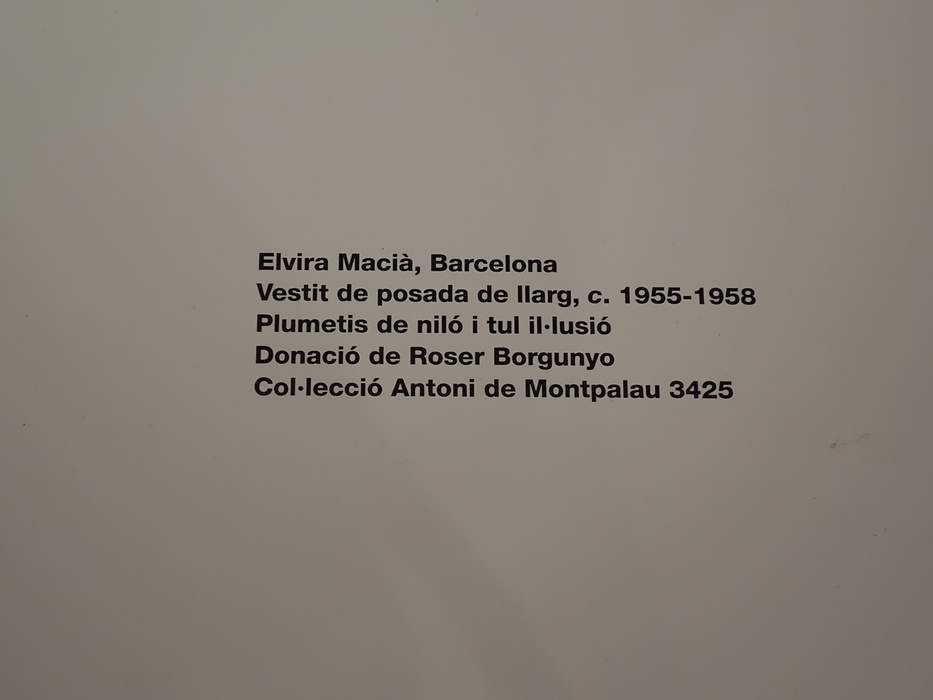 Elvira Macià, Barcelona
Vestit de posada de llarg, c. 1955-1958
Plumetis de niló i tul il·lusió
Donació de Roser Borgunyo
Col·lecció Antoni de Montpalau 3425